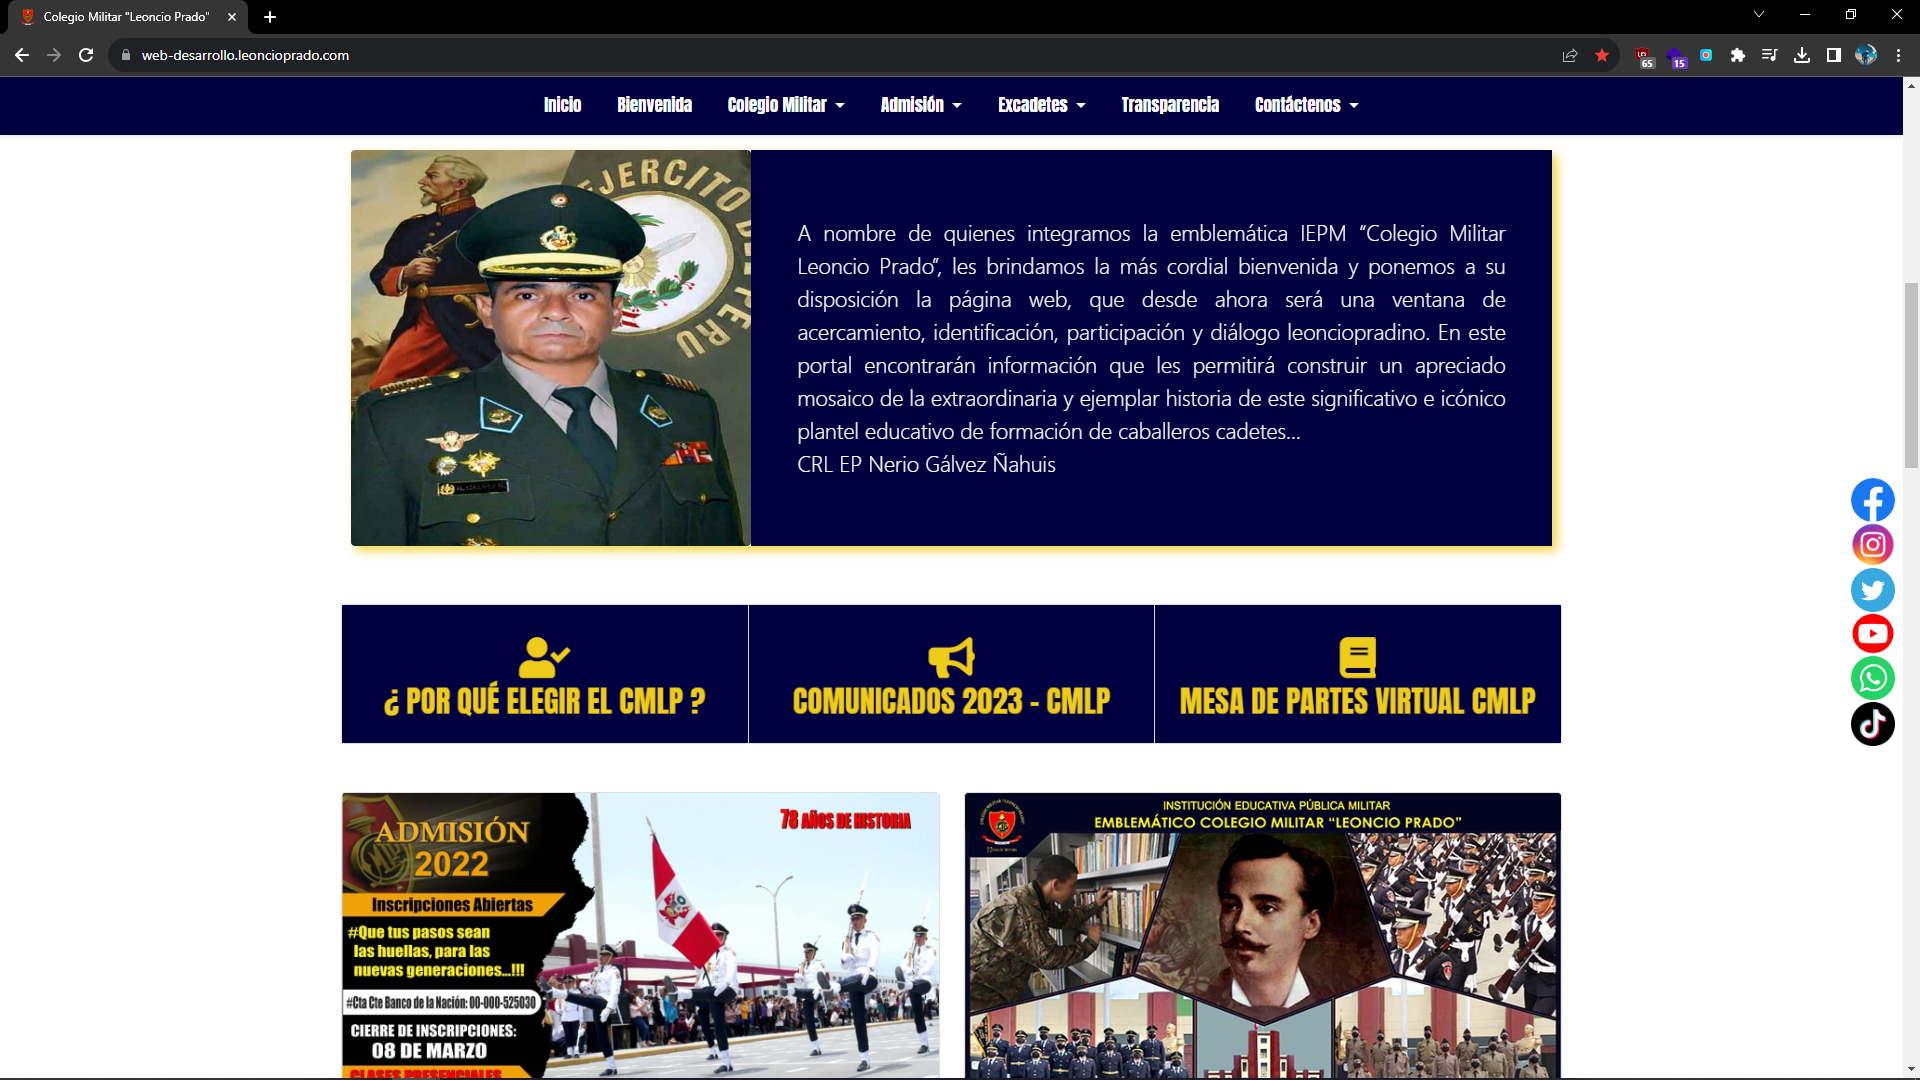 Colegio Militar "Leoncio Prado"
web-desarrollo.leoncioprado.com
65
15
Inicio Bienvenida Colegio Militar Admisión Excadetes Transparencia Contáctenos
EJERCITO DEL PERU
A nombre de quienes integramos la emblemática IEPM “Colegio Militar
Leoncio Prado”, les brindamos la más cordial bienvenida y ponemos a su
disposición la página web, que desde ahora será una ventana de
acercamiento, identificación, participación y diálogo leonciopradino. En este
portal encontrarán información que les permitirá construir un apreciado
mosaico de la extraordinaria y ejemplar historia de este significativo e icónico
plantel educativo de formación de caballeros cadetes...
CRL EP Nerio Gálvez Ñahuis
¿ POR QUÉ ELEGIR EL CMLP ?
COMUNICADOS 2023 - CMLP
MESA DE PARTES VIRTUAL CMLP
78 AÑOS DE HISTORIA
ADMISIÓN
2022
Inscripciones Abiertas
#Que tus pasos sean
las huellas, para las
nuevas generaciones...!!!
#Cta Cte Banco de la Nación: 00-000-525030
CIERRE DE INSCRIPCIONES:
08 DE MARZO
CLASES PRESENCIALES
INSTITUCIÓN EDUCATIVA PÚBLICA MILITAR
EMBLEMÁTICO COLEGIO MILITAR “LEONCIO PRADO”